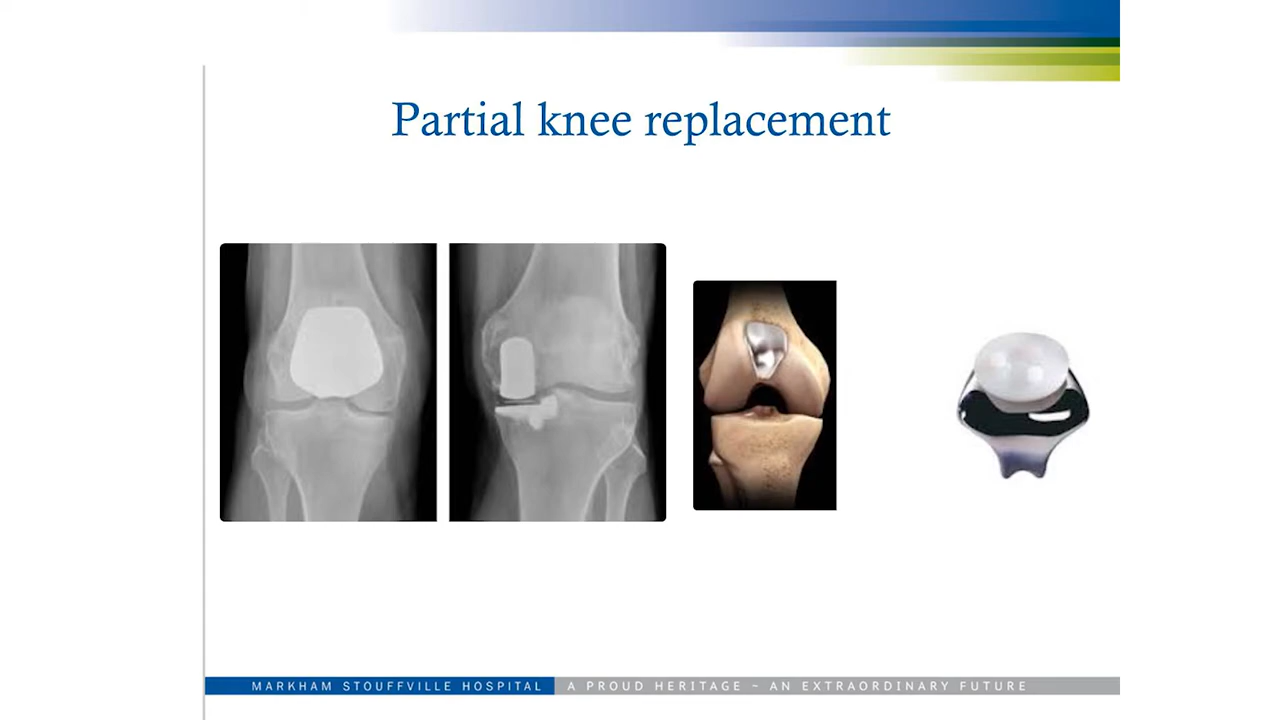 Partial knee replacement
MARKHAM STOUFFVILLE HOSPITAL A PROUD HERITAGE ~ AN EXTRAORDINARY FUTURE